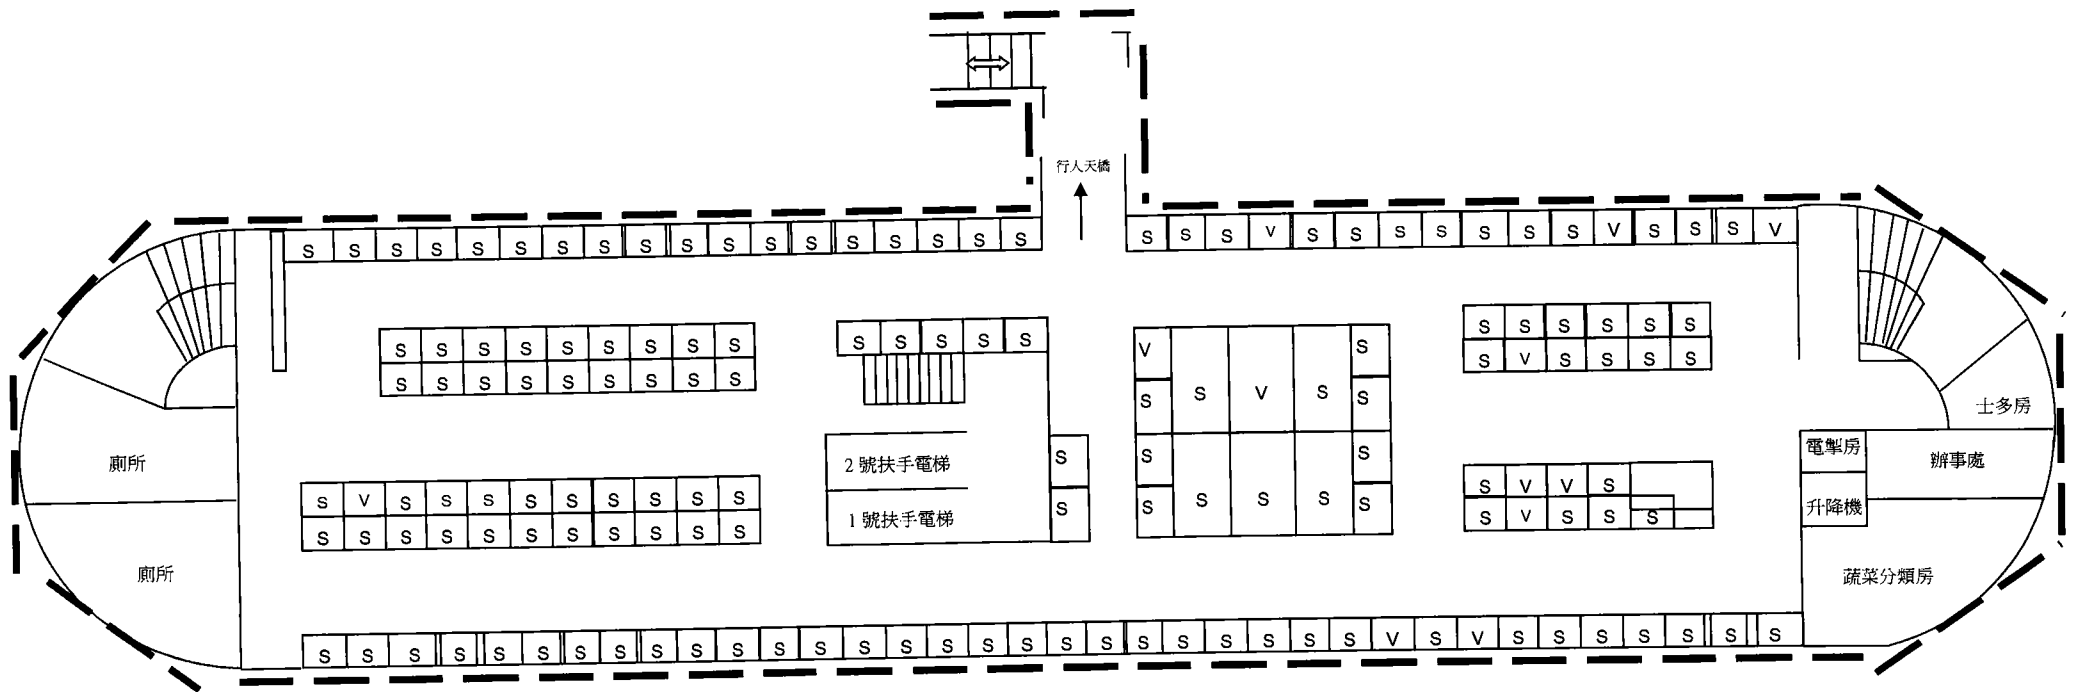 行人天橋
S S S S S S S S S S S S S S S S S S
S S S V S S S S S S S V S S S V
S S S S S S S S S
S S S S S S S S S
S S S S S
V S
S V S
S S
S S
S S S
S S
S S S S S S
S V S S S S
士多房
電掣房
辦事處
升降機
蔬菜分類房
廁所
廁所
2 號扶手電梯
1 號扶手電梯
S
S
S V S S S S S S S S S
S S S S S S S S S S S
S V V S
S V S S S
S S S S S S S S S S S S S S S S S S S S S S S S S S V S V S S S S S S S